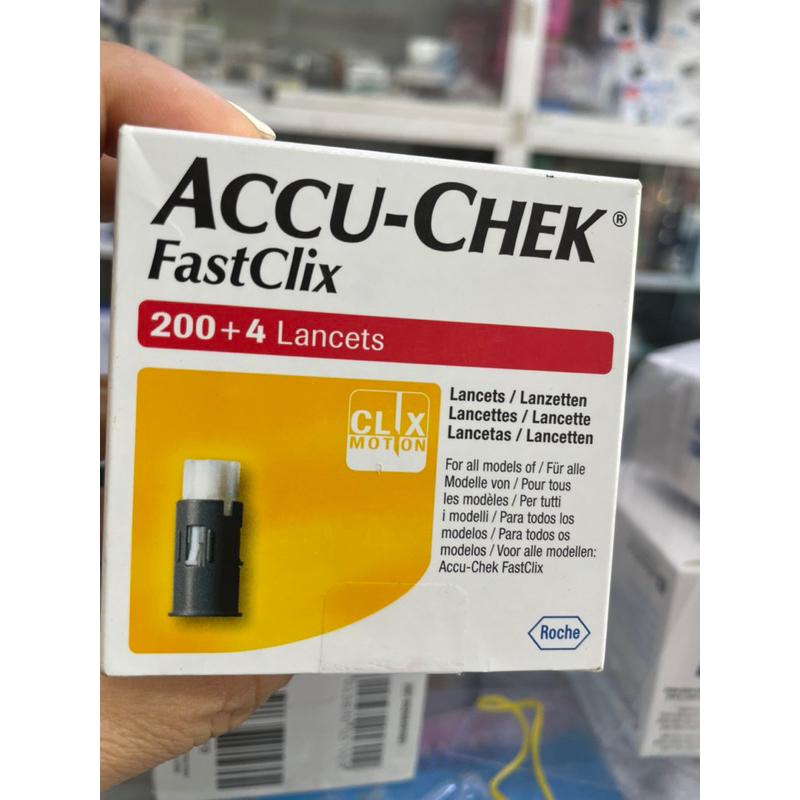 ACCU-CHEK®
FastClix
200+4 Lancets
CLIX
MOTION
Lancets / Lanzetten
Lancettes / Lancette
Lancetas / Lancetten
For all models of / Für alle
Modelle von / Pour tous
les modèles / Per tutti
i modelli / Para todos los
modelos / Para todos os
modelos / Voor alle modellen:
Accu-Chek FastClix
Roche